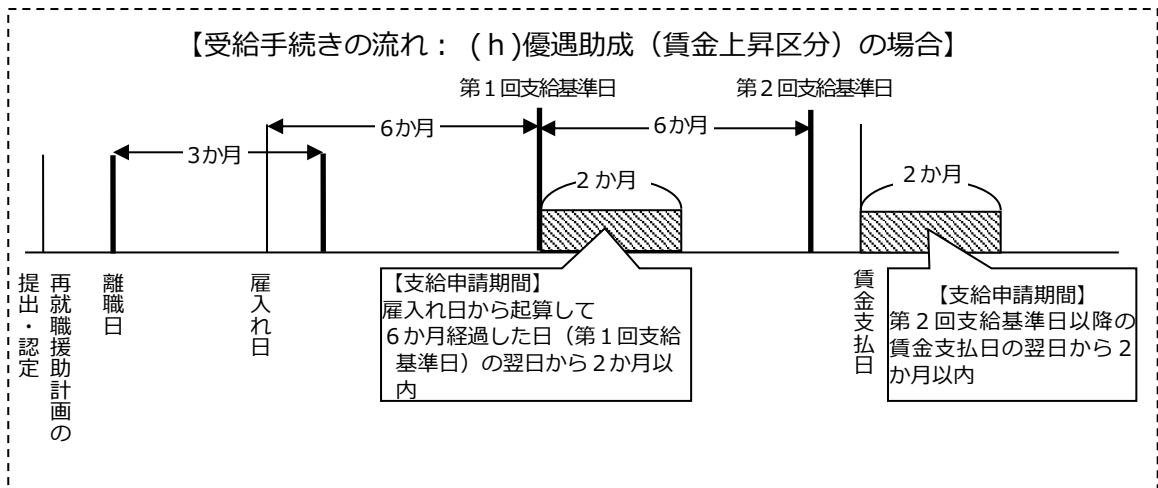 【受給手続きの流れ： (ｈ)優遇助成（賃金上昇区分）の場合】
第１回支給基準日
第２回支給基準日
6か月
6か月
3か月
２か月
２か月
再就職援助計画の
提出・認定
離職日
雇入れ日
【支給申請期間】
雇入れ日から起算して
６か月経過した日（第１回支給
基準日）の翌日から２か月以
内
賃金支払日
【支給申請期間】
第２回支給基準日以降の
賃金支払日の翌日から２
か月以内